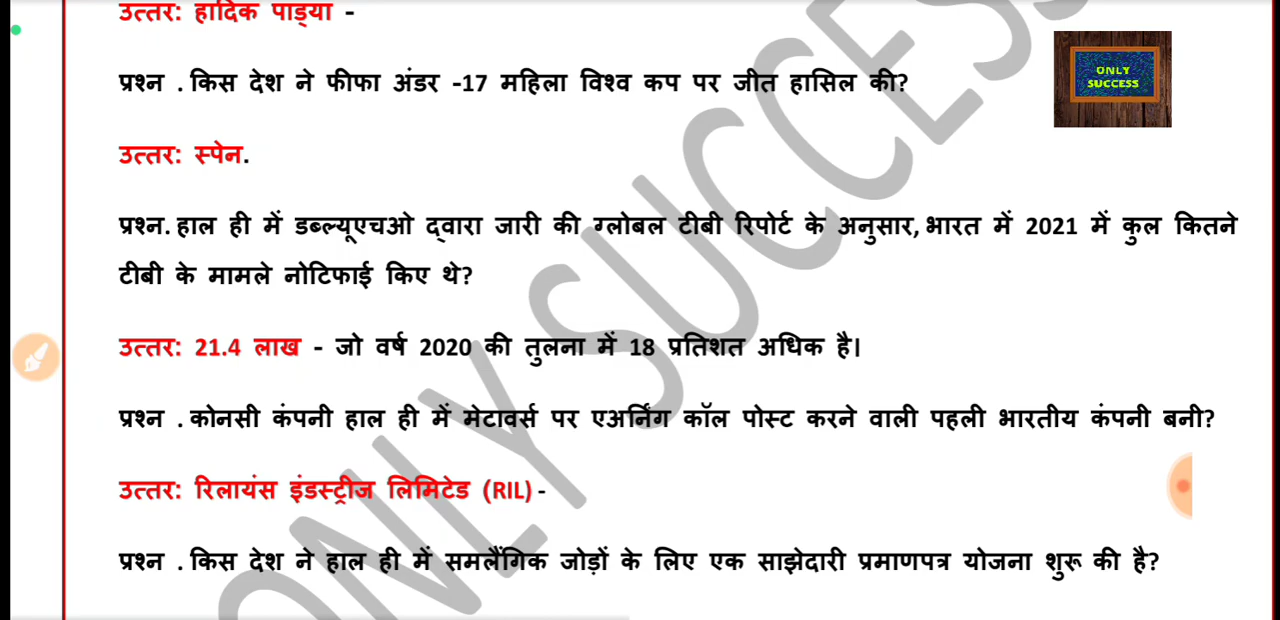 उत्तर: हार्दिक पाड्या -
ONLY
SUCCESS
प्रश्न . किस देश ने फीफा अंडर -17 महिला विश्व कप पर जीत हासिल की?
उत्तर: स्पेन.
प्रश्न. हाल ही में डब्ल्यूएचओ द्वारा जारी की ग्लोबल टीबी रिपोर्ट के अनुसार, भारत में 2021 में कुल कितने
टीबी के मामले नोटिफाई किए थे?
उत्तर: 21.4 लाख - जो वर्ष 2020 की तुलना में 18 प्रतिशत अधिक है।
प्रश्न . कोनसी कंपनी हाल ही में मेटावर्स पर एअर्निंग कॉल पोस्ट करने वाली पहली भारतीय कंपनी बनी?
उत्तर: रिलायंस इंडस्ट्रीज लिमिटेड (RIL) -
प्रश्न . किस देश ने हाल ही में समलैंगिक जोड़ों के लिए एक साझेदारी प्रमाणपत्र योजना शुरू की है?
ONLY SUCCESS